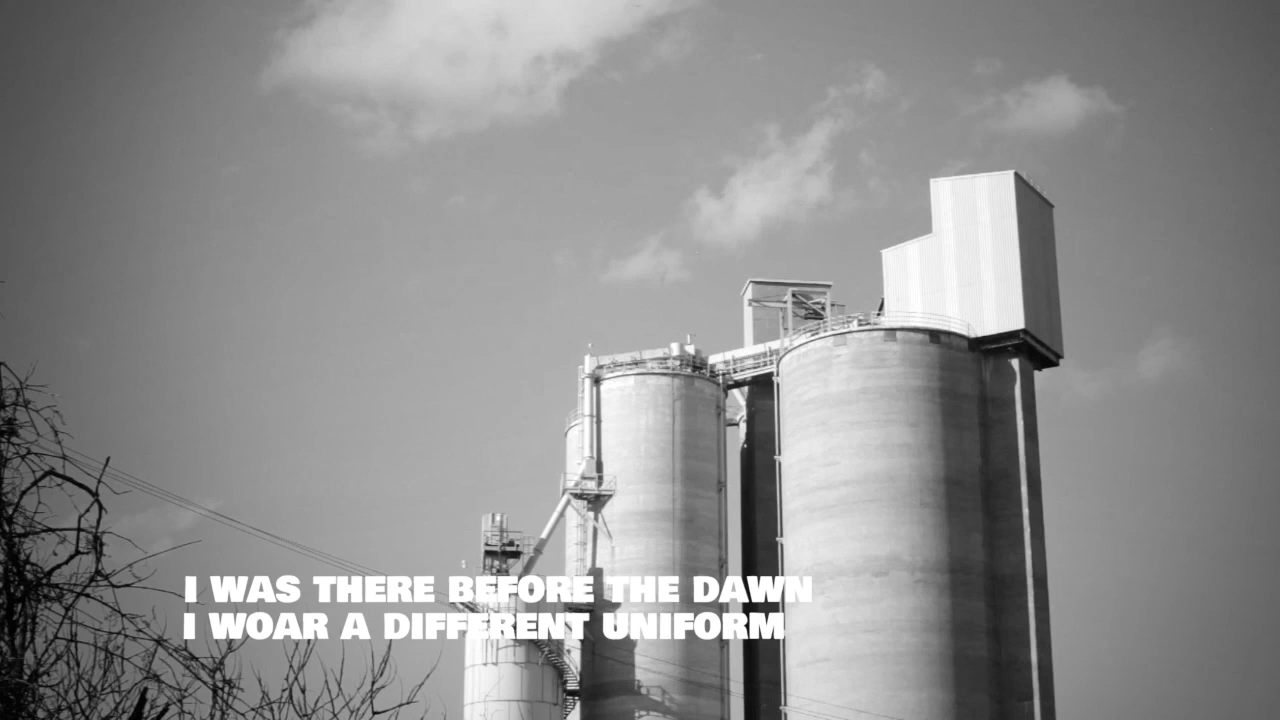 I WAS THERE BEFORE THE DAWN
I WOAR A DIFFERENT UNIFORM